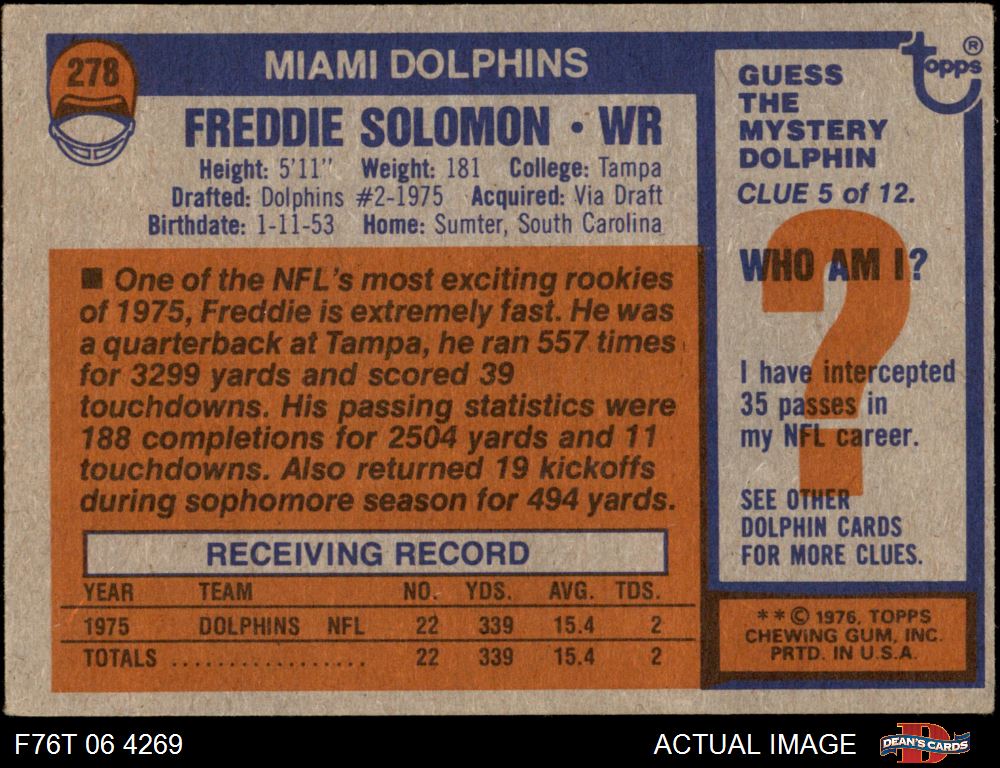 278
MIAMI DOLPHINS
FREDDIE SOLOMON • WR
Height: 5'11" Weight: 181 College: Tampa
Drafted: Dolphins #2-1975 Acquired: Via Draft
Birthdate: 1-11-53 Home: Sumter, South Carolina
■ One of the NFL's most exciting rookies
of 1975, Freddie is extremely fast. He was
a quarterback at Tampa, he ran 557 times
for 3299 yards and scored 39
touchdowns. His passing statistics were
188 completions for 2504 yards and 11
touchdowns. Also returned 19 kickoffs
during sophomore season for 494 yards.
RECEIVING RECORD
YEAR TEAM NO. YDS. AVG. TDS.
1975 DOLPHINS NFL 22 339 15.4 2
TOTALS ................. 22 339 15.4 2
topps ®
GUESS
THE
MYSTERY
DOLPHIN
CLUE 5 of 12.
?
WHO AM I?
I have intercepted
35 passes in
my NFL career.
SEE OTHER
DOLPHIN CARDS
FOR MORE CLUES.
**© 1976, TOPPS
CHEWING GUM, INC.
PRTD. IN U.S.A.
F76T 06 4269
ACTUAL IMAGE
D
DEAN'S CARDS